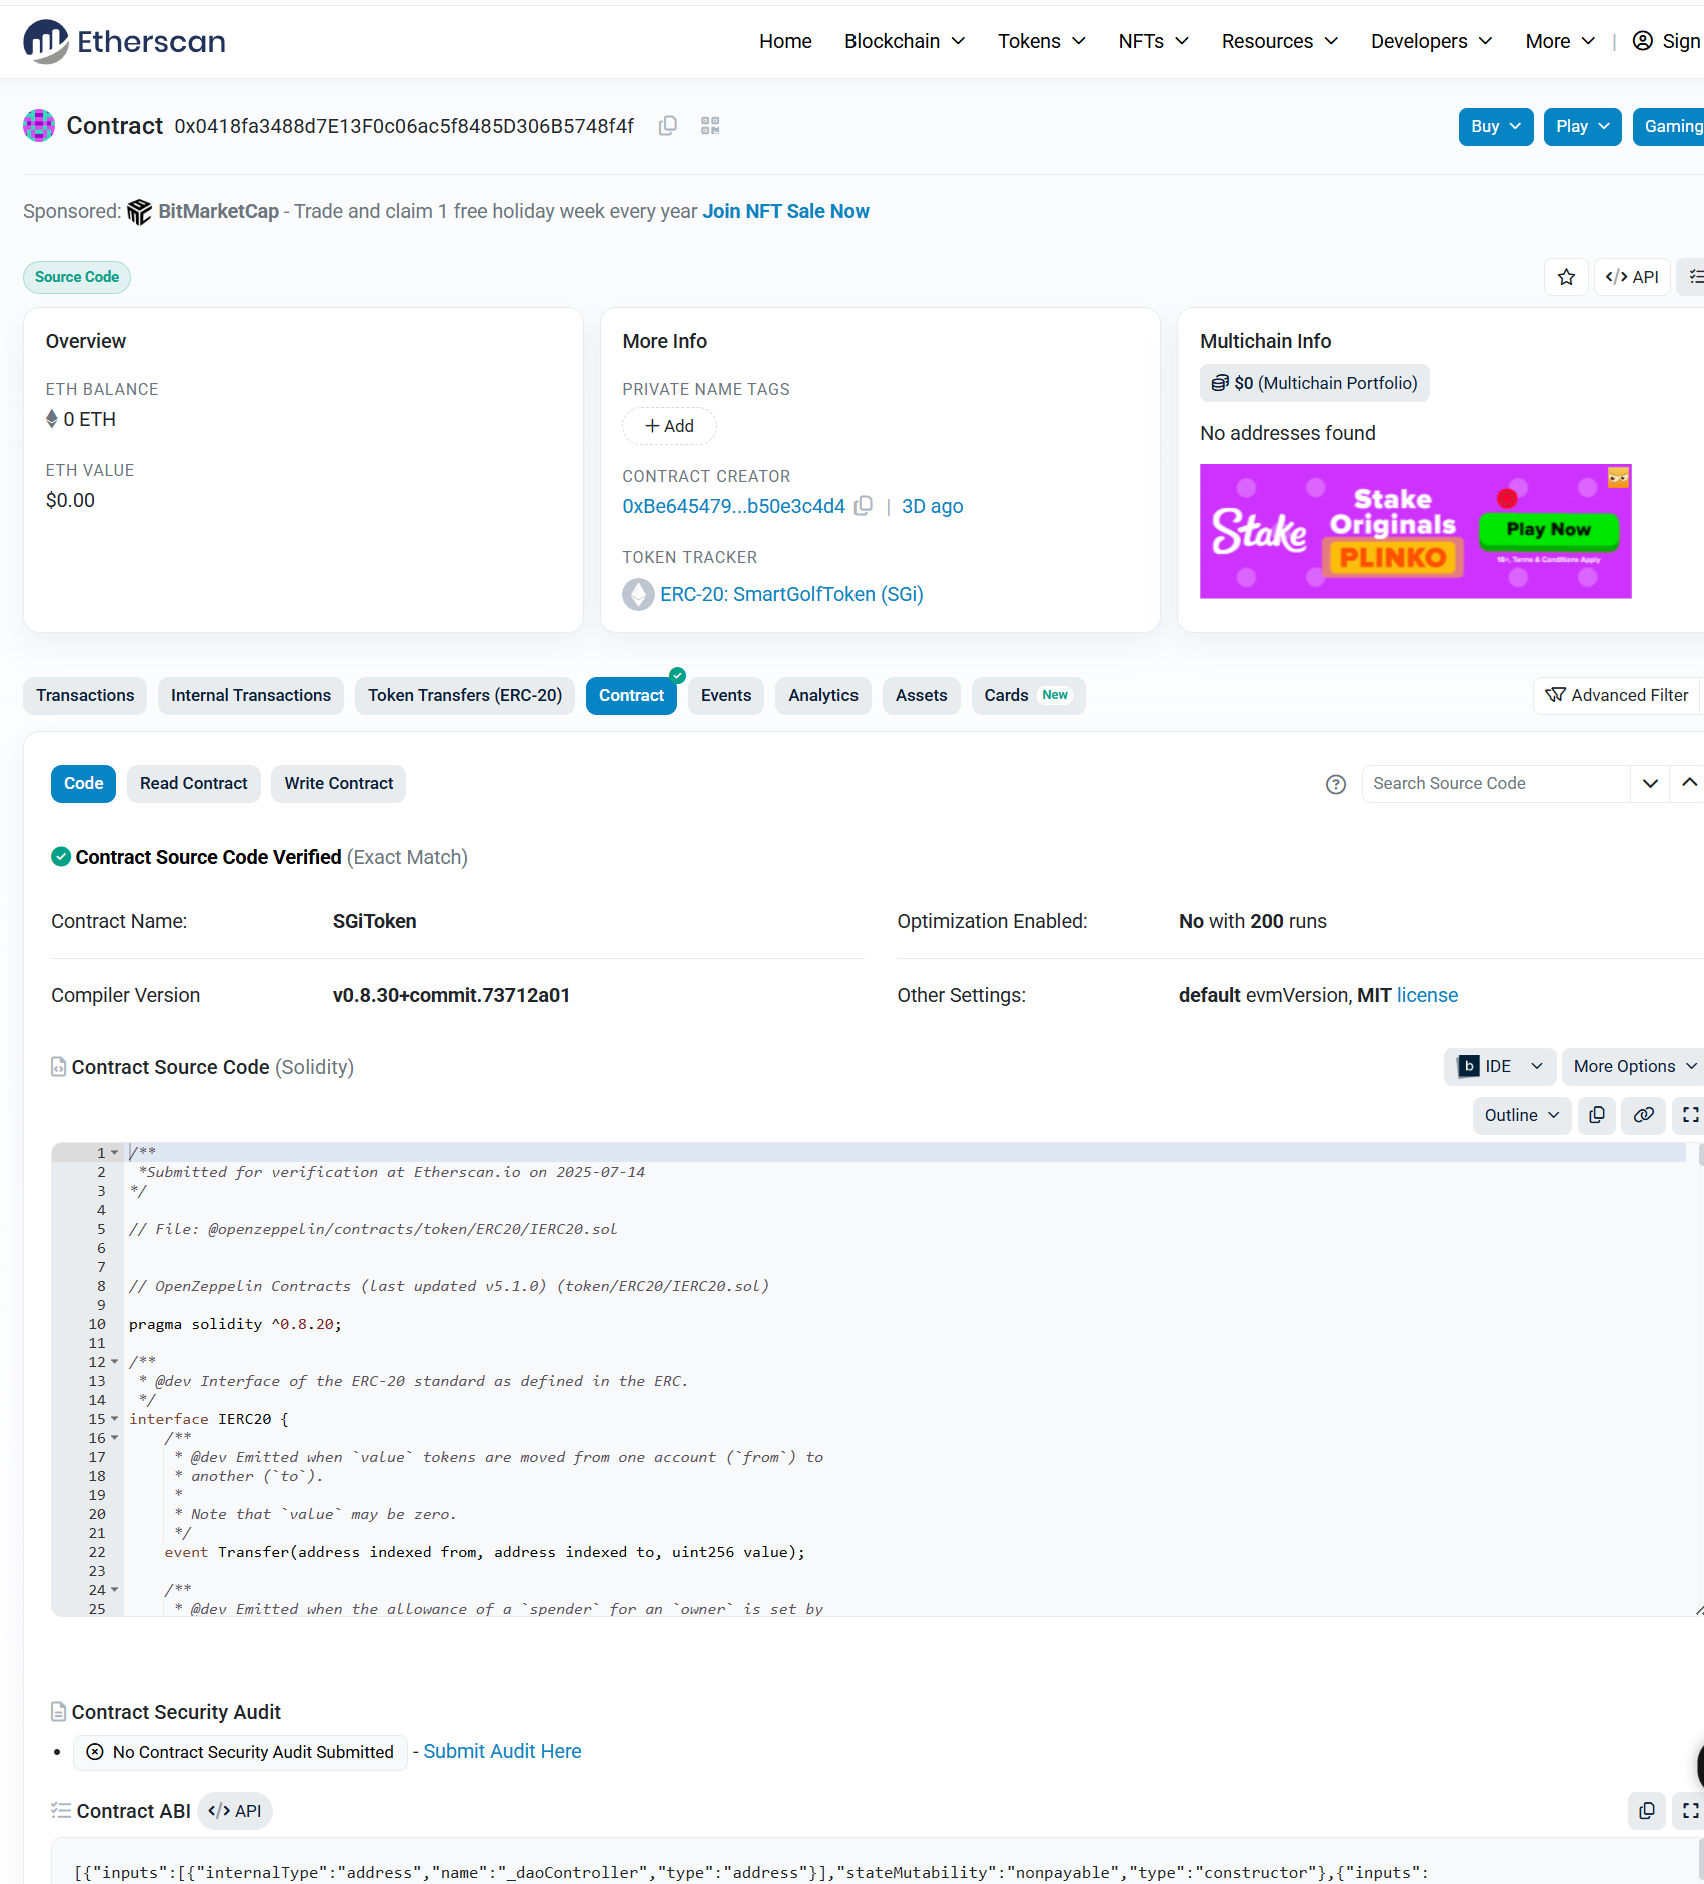 Etherscan
Home Blockchain Tokens NFTs Resources Developers More | Sign
Contract 0x0418fa3488d7E13F0c06ac5f8485D306B5748f4f
Buy Play Gaming
Sponsored: BitMarketCap - Trade and claim 1 free holiday week every year Join NFT Sale Now
Source Code
</> API
Overview
ETH BALANCE
0 ETH
ETH VALUE
$0.00
More Info
PRIVATE NAME TAGS
+ Add
CONTRACT CREATOR
0xBe645479...b50e3c4d4 | 3D ago
TOKEN TRACKER
ERC-20: SmartGolfToken (SGi)
Multichain Info
$0 (Multichain Portfolio)
No addresses found
Stake
Stake
Originals
PLINKO
Play Now
18+, Terms & Conditions Apply
Transactions Internal Transactions Token Transfers (ERC-20) Contract Events Analytics Assets Cards New
Advanced Filter
Code Read Contract Write Contract
Search Source Code
Contract Source Code Verified (Exact Match)
Contract Name: SGiToken
Optimization Enabled: No with 200 runs
Compiler Version v0.8.30+commit.73712a01
Other Settings: default evmVersion, MIT license
Contract Source Code (Solidity)
b IDE More Options
Outline
1 /**
2  *Submitted for verification at Etherscan.io on 2025-07-14
3 */
4
5 // File: @openzeppelin/contracts/token/ERC20/IERC20.sol
6
7
8 // OpenZeppelin Contracts (last updated v5.1.0) (token/ERC20/IERC20.sol)
9
10 pragma solidity ^0.8.20;
11
12 /**
13  * @dev Interface of the ERC-20 standard as defined in the ERC.
14  */
15 interface IERC20 {
16     /**
17      * @dev Emitted when `value` tokens are moved from one account (`from`) to
18      * another (`to`).
19      *
20      * Note that `value` may be zero.
21      */
22     event Transfer(address indexed from, address indexed to, uint256 value);
23
24     /**
25      * @dev Emitted when the allowance of a `spender` for an `owner` is set by
Contract Security Audit
No Contract Security Audit Submitted - Submit Audit Here
Contract ABI </> API
[{"inputs":[{"internalType":"address","name":"_daoController","type":"address"}],"stateMutability":"nonpayable","type":"constructor"},{"inputs":